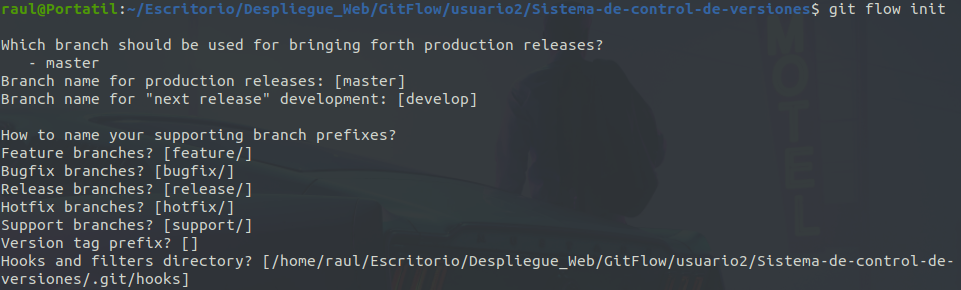 raul@Portatil:~/Escritorio/Despliegue_Web/GitFlow/usuario2/Sistema-de-control-de-versiones$ git flow init

Which branch should be used for bringing forth production releases?
   - master
Branch name for production releases: [master]
Branch name for "next release" development: [develop]

How to name your supporting branch prefixes?
Feature branches? [feature/]
Bugfix branches? [bugfix/]
Release branches? [release/]
Hotfix branches? [hotfix/]
Support branches? [support/]
Version tag prefix? []
Hooks and filters directory? [/home/raul/Escritorio/Despliegue_Web/GitFlow/usuario2/Sistema-de-control-de-
versiones/.git/hooks]
MOTEL